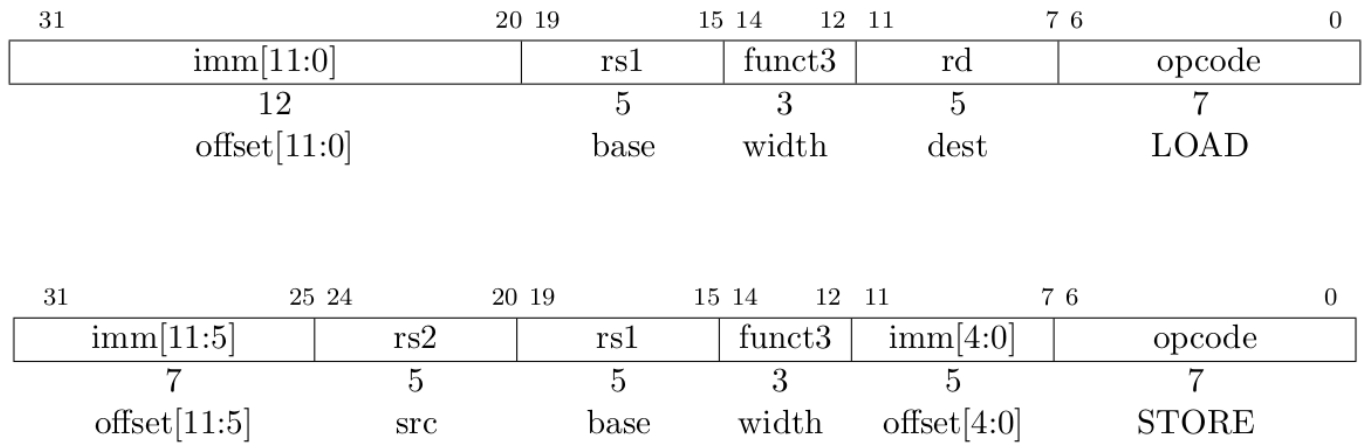 31 20 19 15 14 12 11 7 6 0
imm[11:0] rs1 funct3 rd opcode
12 5 3 5 7
offset[11:0] base width dest LOAD
31 25 24 20 19 15 14 12 11 7 6 0
imm[11:5] rs2 rs1 funct3 imm[4:0] opcode
7 5 5 3 5 7
offset[11:5] src base width offset[4:0] STORE